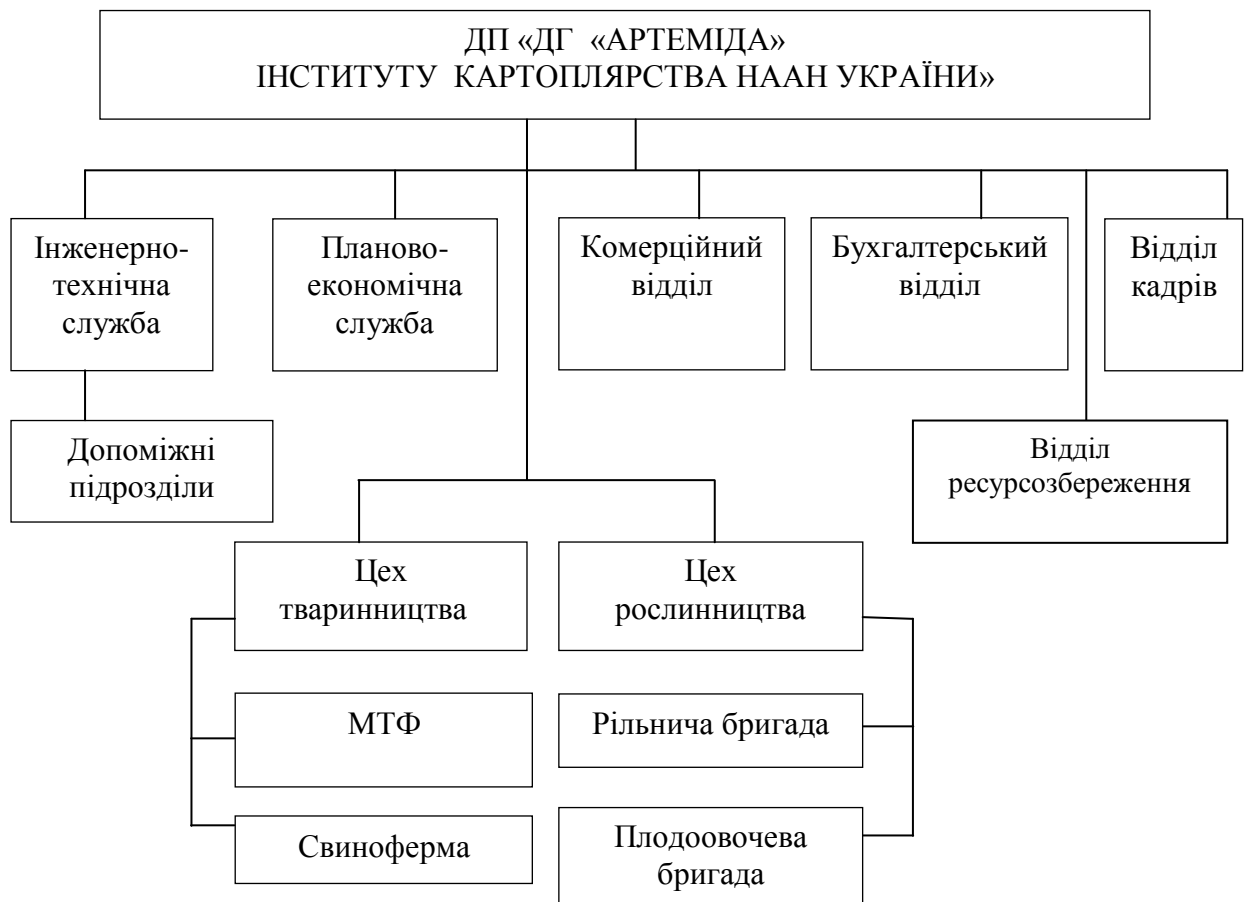 ДП «ДГ «АРТЕМІДА»
ІНСТИТУТУ КАРТОПЛЯРСТВА НААН УКРАЇНИ»
Інженерно-
технічна
служба
Планово-
економічна
служба
Комерційний
відділ
Бухгалтерський
відділ
Відділ
кадрів
Допоміжні
підрозділи
Відділ
ресурсозбереження
Цех
тваринництва
Цех
рослинництва
МТФ
Рільнича бригада
Свиноферма
Плодоовочева
бригада